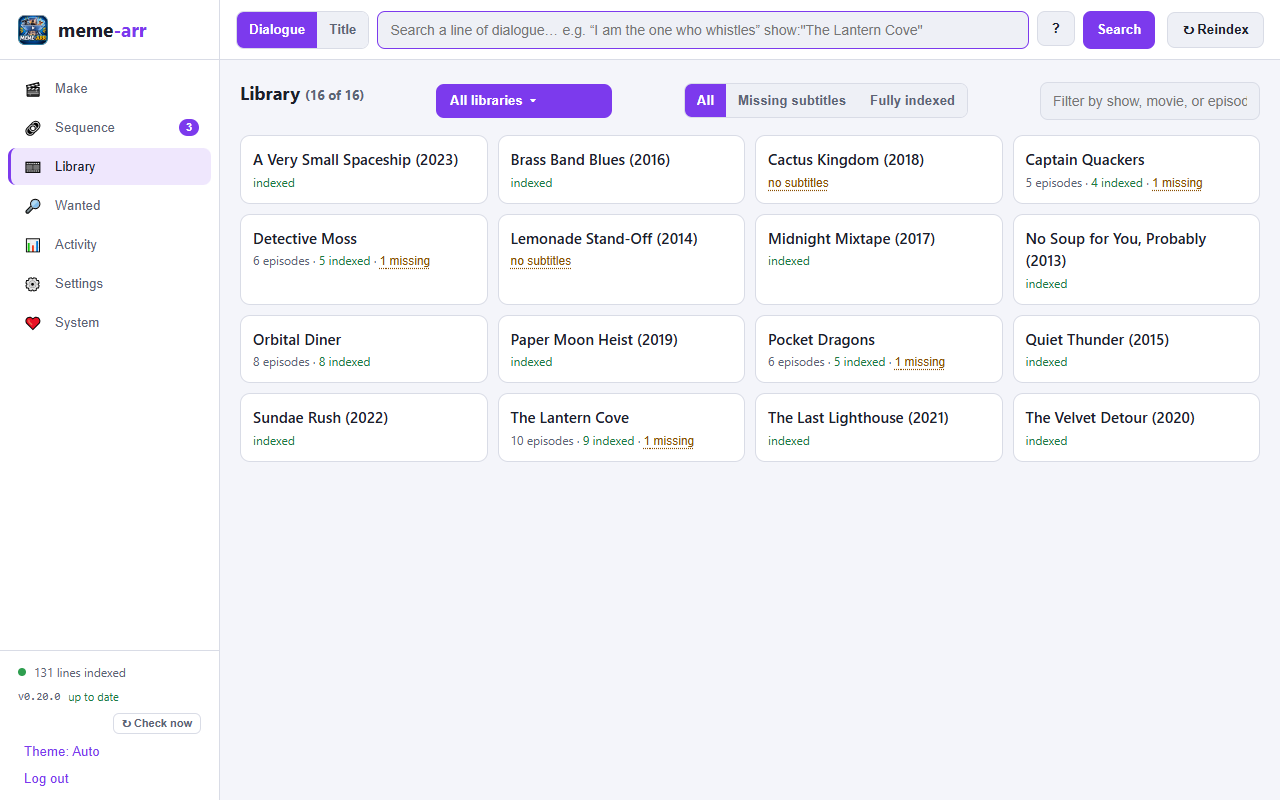 meme-arr
Dialogue Title
Search a line of dialogue... e.g. “I am the one who whistles” show:"The Lantern Cove"
?
Search
↻ Reindex
Make
Sequence 3
Library
Wanted
Activity
Settings
System
Library (16 of 16)
All libraries
All Missing subtitles Fully indexed
Filter by show, movie, or episod
A Very Small Spaceship (2023)
indexed
Brass Band Blues (2016)
indexed
Cactus Kingdom (2018)
no subtitles
Captain Quackers
5 episodes · 4 indexed · 1 missing
Detective Moss
6 episodes · 5 indexed · 1 missing
Lemonade Stand-Off (2014)
no subtitles
Midnight Mixtape (2017)
indexed
No Soup for You, Probably
(2013)
indexed
Orbital Diner
8 episodes · 8 indexed
Paper Moon Heist (2019)
indexed
Pocket Dragons
6 episodes · 5 indexed · 1 missing
Quiet Thunder (2015)
indexed
Sundae Rush (2022)
indexed
The Lantern Cove
10 episodes · 9 indexed · 1 missing
The Last Lighthouse (2021)
indexed
The Velvet Detour (2020)
indexed
131 lines indexed
v0.20.0 up to date
↻ Check now
Theme: Auto
Log out